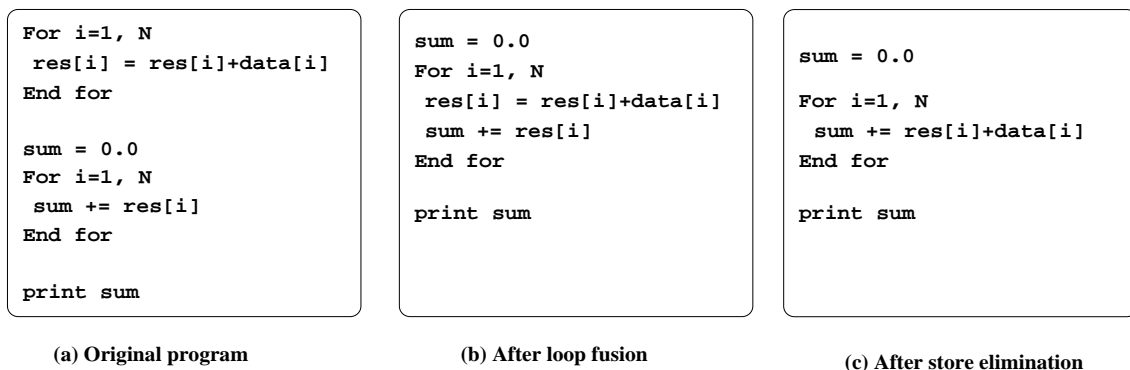 For i=1, N
res[i] = res[i]+data[i]
End for
sum = 0.0
For i=1, N
sum += res[i]
End for
print sum
(a) Original program
sum = 0.0
For i=1, N
res[i] = res[i]+data[i]
sum += res[i]
End for
print sum
(b) After loop fusion
sum = 0.0
For i=1, N
sum += res[i]+data[i]
End for
print sum
(c) After store elimination